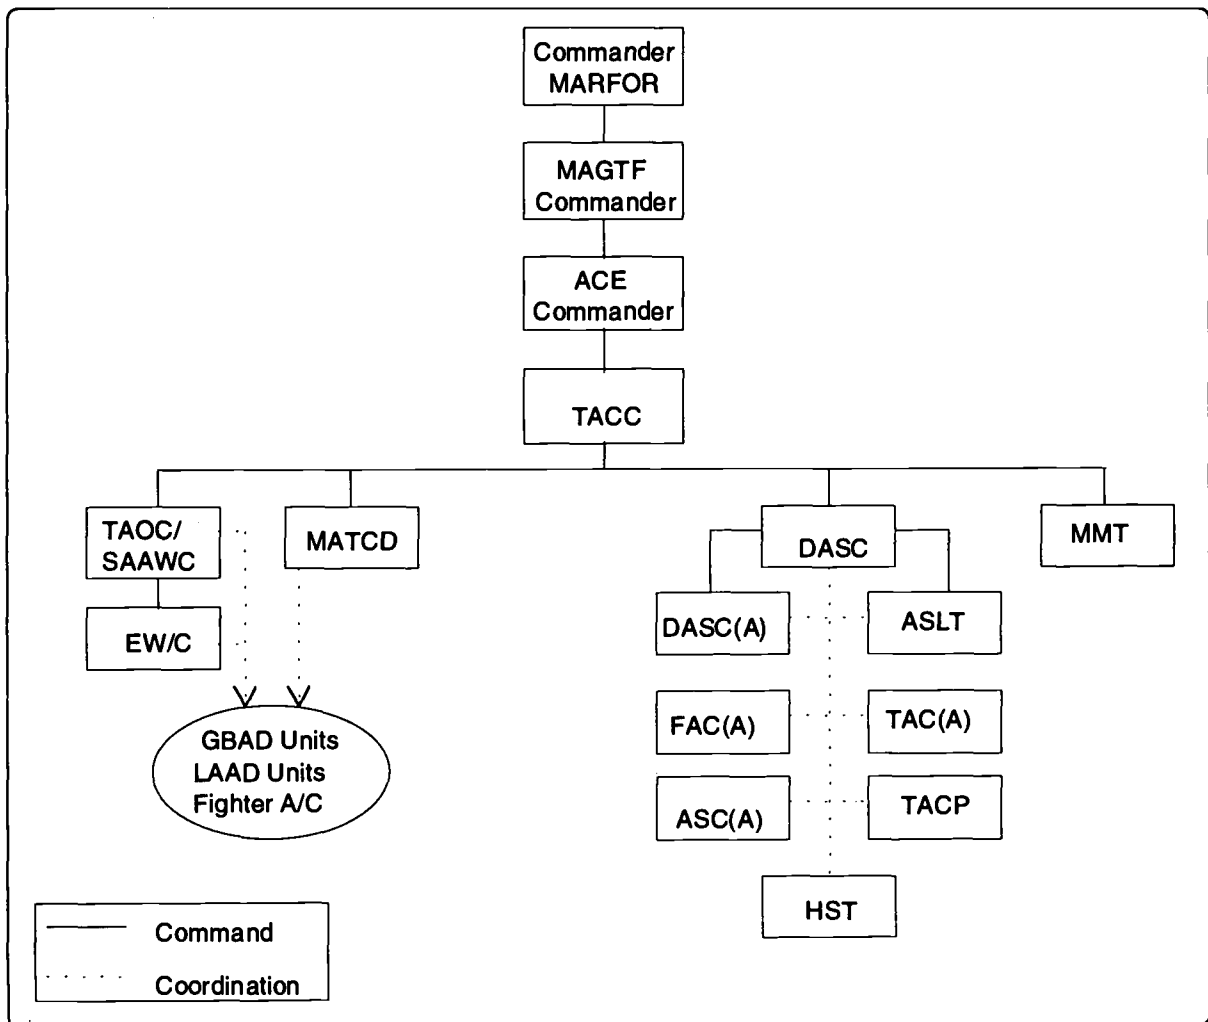 Commander
MARFOR
MAGTF
Commander
ACE
Commander
TACC
TAOC/
SAAWC
MATCD
DASC
MMT
EW/C
DASC(A)
ASLT
FAC(A)
TAC(A)
GBAD Units
LAAD Units
Fighter A/C
ASC(A)
TACP
HST
Command
Coordination